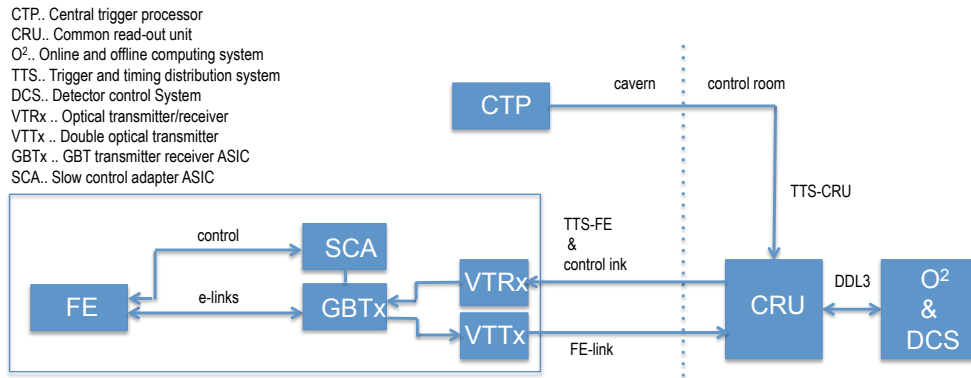 CTP.. Central trigger processor
CRU.. Common read-out unit
O².. Online and offline computing system
TTS.. Trigger and timing distribution system
DCS.. Detector control System
VTRx .. Optical transmitter/receiver
VTTx .. Double optical transmitter
GBTx .. GBT transmitter receiver ASIC
SCA.. Slow control adapter ASIC
cavern
control room
CTP
TTS-CRU
TTS-FE
&
control ink
control
SCA
e-links
FE
GBTx
VTRx
VTTx
FE-link
CRU
DDL3
O²
&
DCS